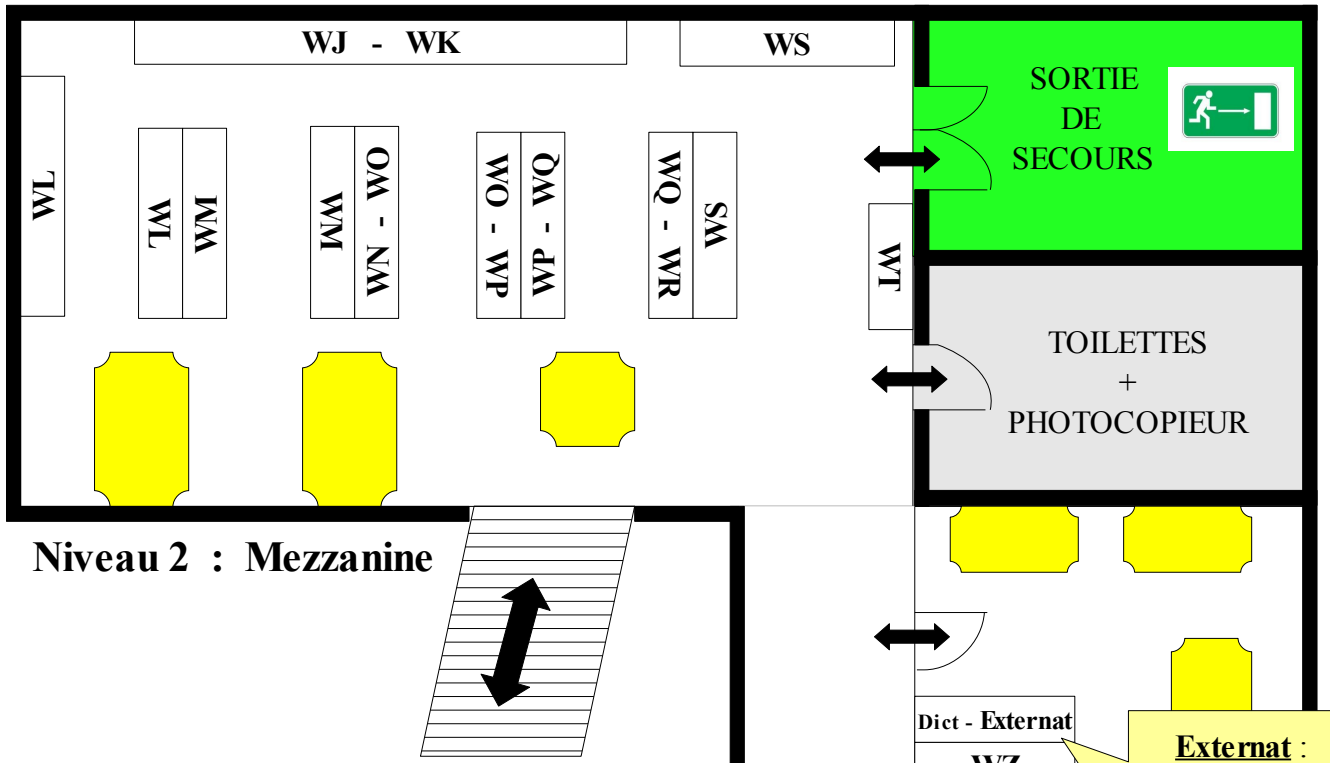 WJ - WK
WS
SORTIE
DE
SECOURS
WL
WL
WM
WM
WN - WO
WO - WP
WP - WQ
WQ - WR
WS
WT
TOILETTES
+
PHOTOCOPIEUR
Niveau 2 : Mezzanine
Dict - Externat
WZ
Externat :